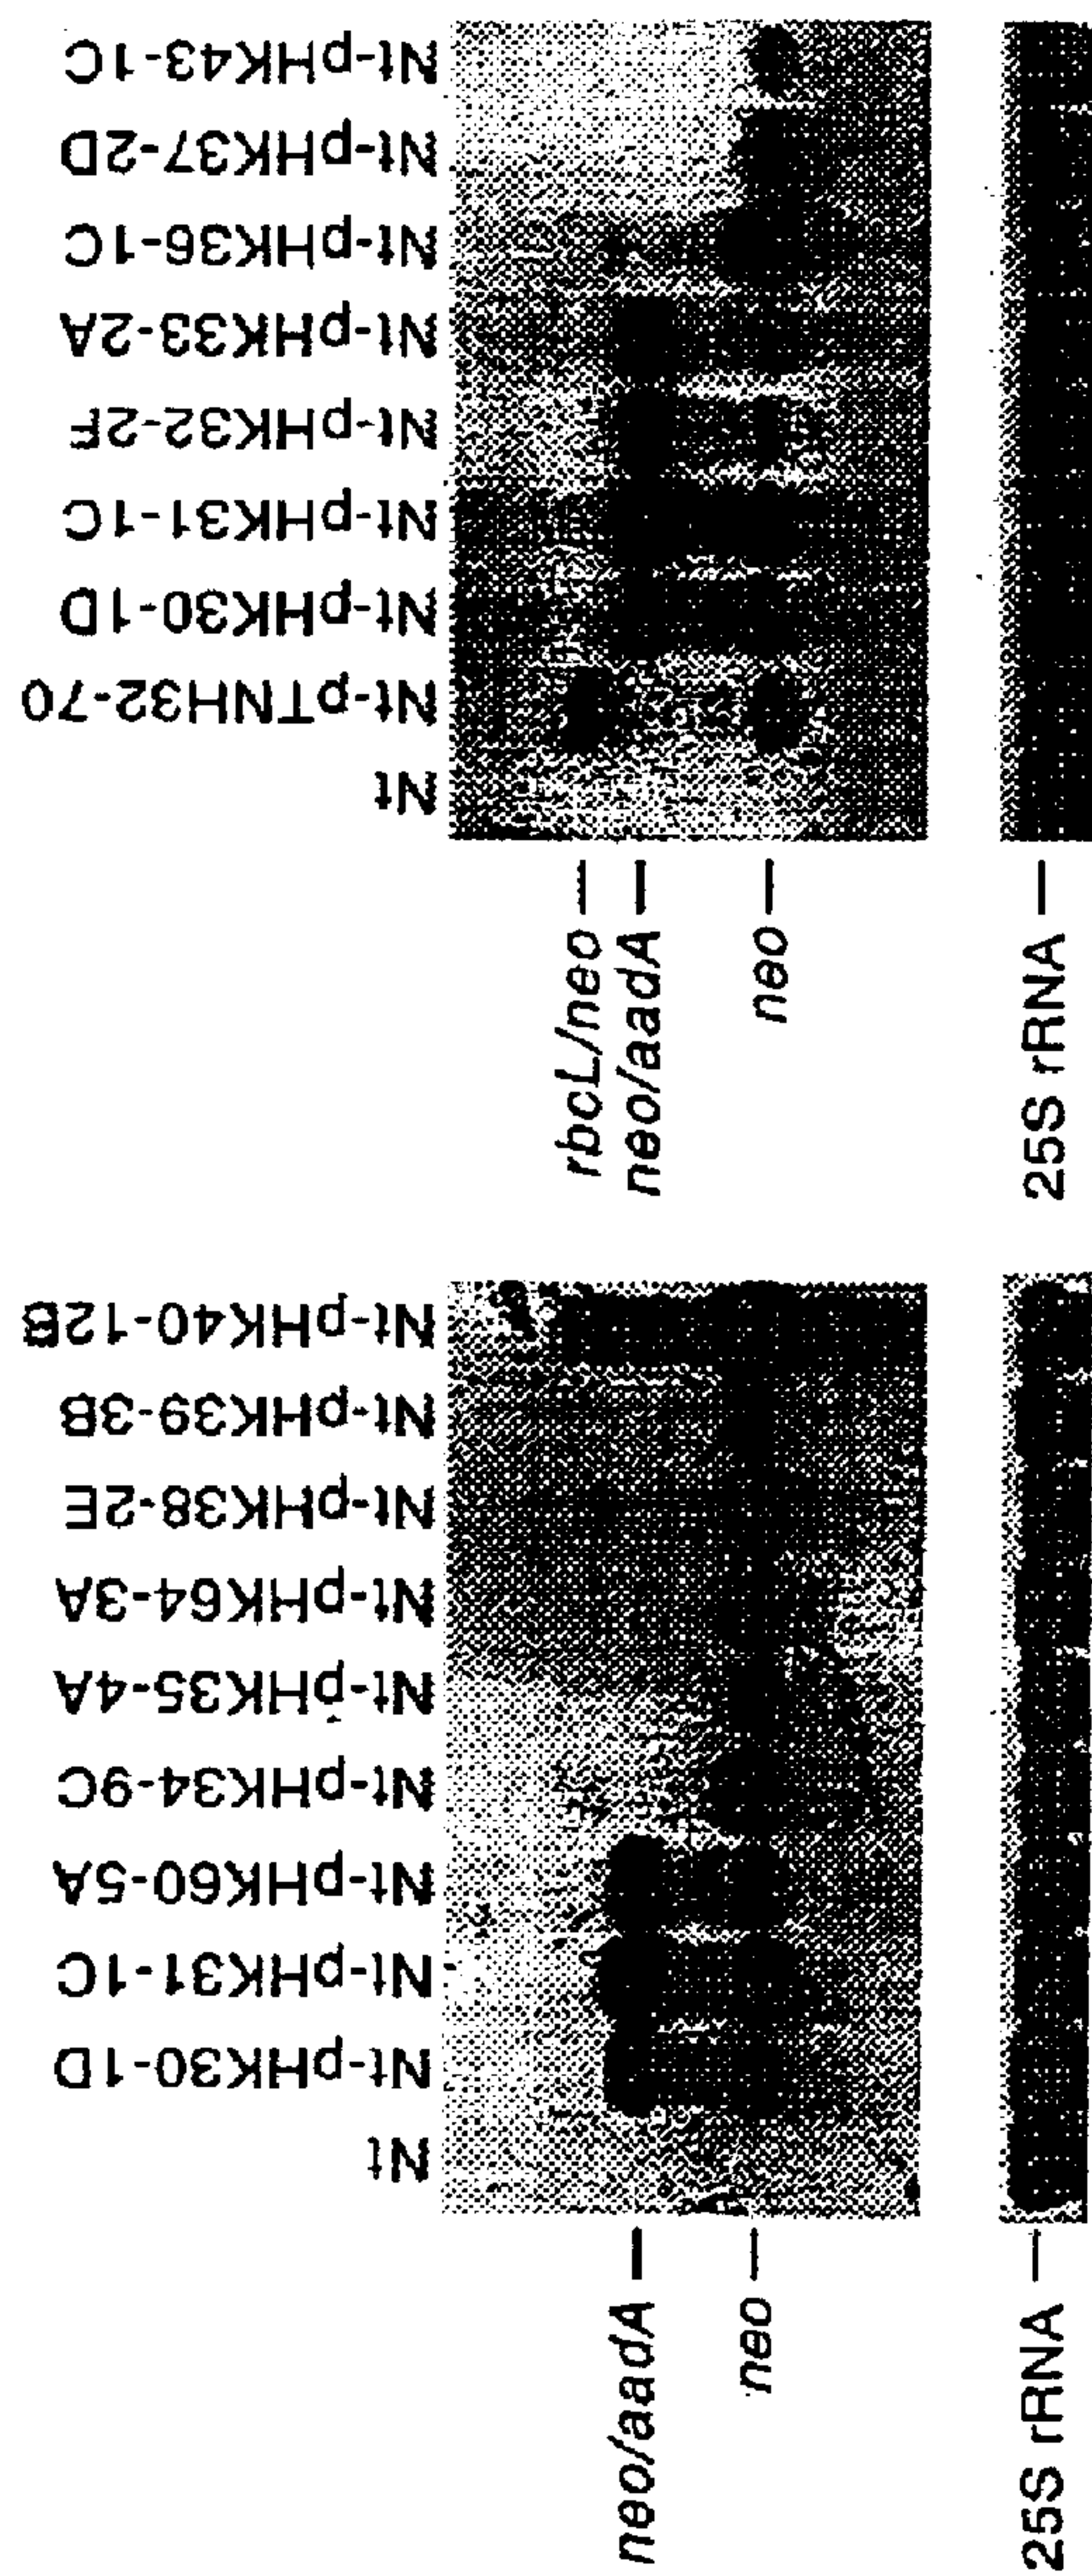 Nt-pHK43-1C
Nt-pHK37-2D
Nt-pHK36-1C
Nt-pHK33-2A
Nt-pHK32-2F
Nt-pHK31-1C
Nt-pHK30-1D
Nt-pTNH32-70
Nt
rbcL/neo
neo/aadA
neo
25S rRNA
Nt-pHK40-12B
Nt-pHK39-3B
Nt-pHK38-2E
Nt-pHK64-3A
Nt-pHK35-4A
Nt-pHK34-9C
Nt-pHK60-5A
Nt-pHK31-1C
Nt-pHK30-1D
Nt
neo/aadA
neo
25S rRNA